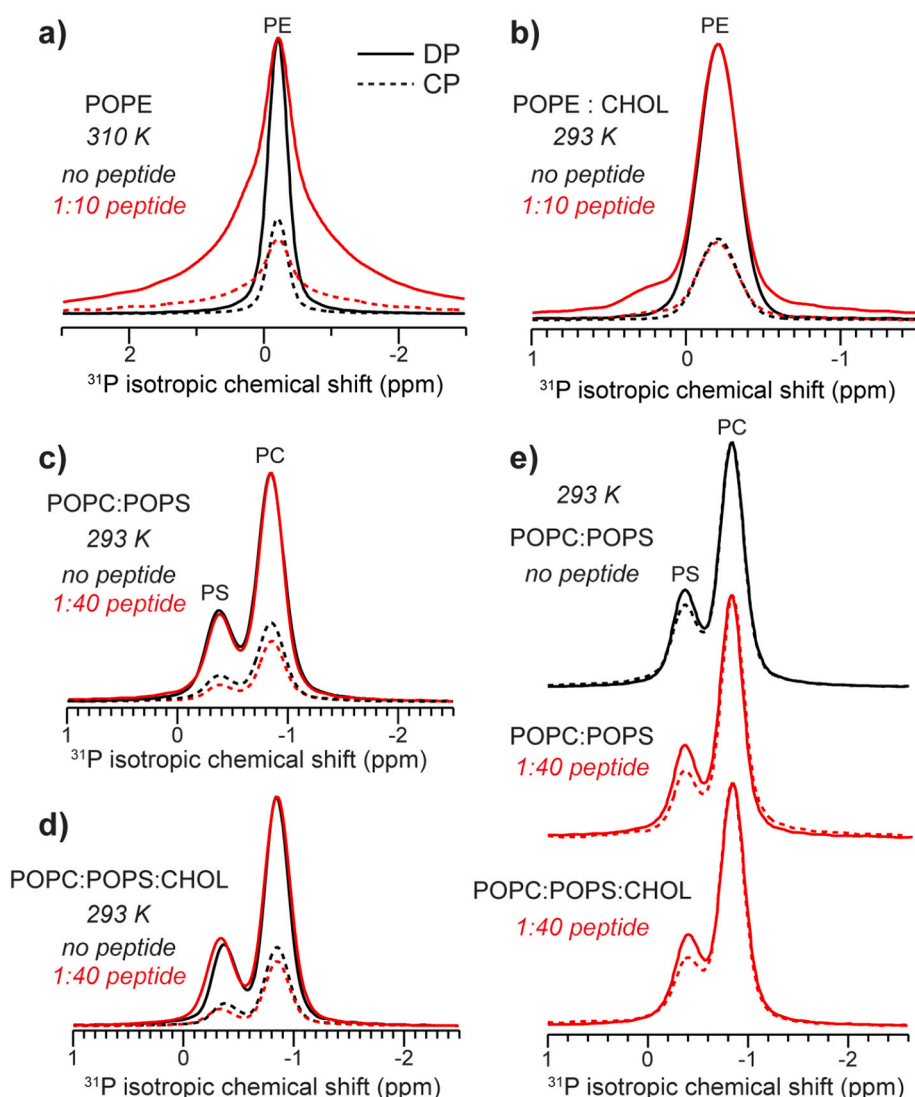 a)
PE
DP
CP
POPE
310 K
no peptide
1:10 peptide
2 0 -2
³¹P isotropic chemical shift (ppm)
b)
PE
POPE : CHOL
293 K
no peptide
1:10 peptide
1 0 -1
³¹P isotropic chemical shift (ppm)
c)
PC
POPC:POPS
293 K
no peptide
1:40 peptide
PS
1 0 -1 -2
³¹P isotropic chemical shift (ppm)
d)
POPC:POPS:CHOL
293 K
no peptide
1:40 peptide
1 0 -1 -2
³¹P isotropic chemical shift (ppm)
e)
PC
293 K
POPC:POPS
no peptide
PS
POPC:POPS
1:40 peptide
POPC:POPS:CHOL
1:40 peptide
1 0 -1 -2
³¹P isotropic chemical shift (ppm)